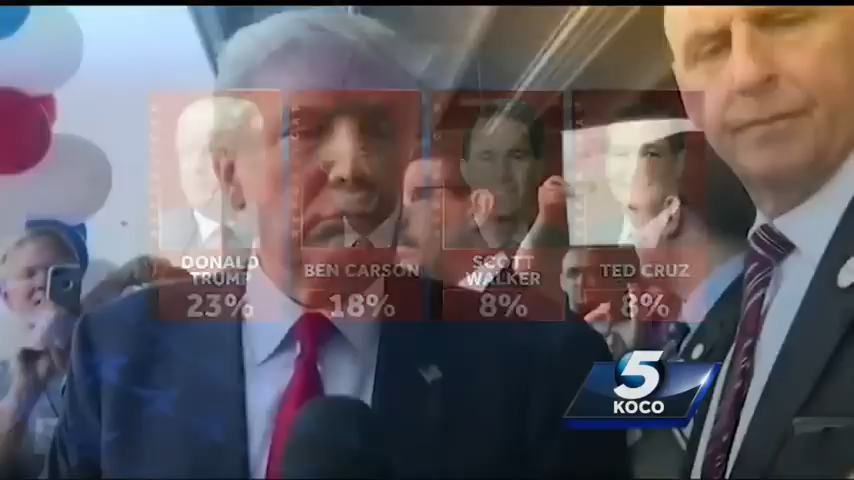 DONALD
TRUMP
23%
BEN CARSON
18%
SCOTT
WALKER
8%
TED CRUZ
8%
5
KOCO